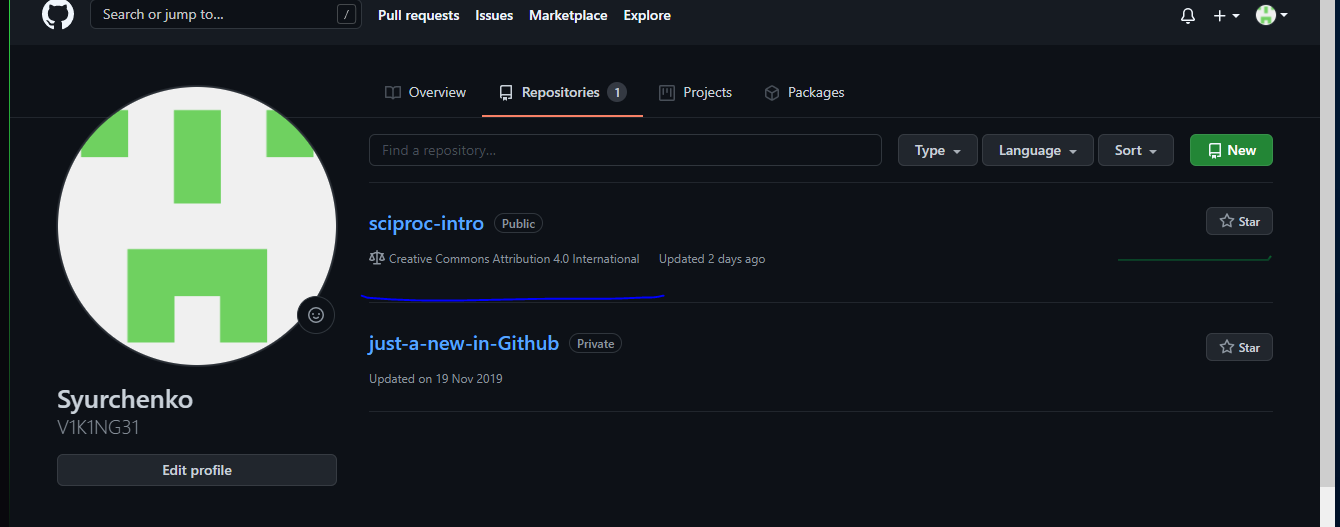 Search or jump to... /
Pull requests Issues Marketplace Explore
Overview Repositories 1 Projects Packages
Find a repository... Type Language Sort New
sciproc-intro Public Star
Creative Commons Attribution 4.0 International Updated 2 days ago
just-a-new-in-Github Private Star
Updated on 19 Nov 2019
Syurchenko
V1K1NG31
Edit profile